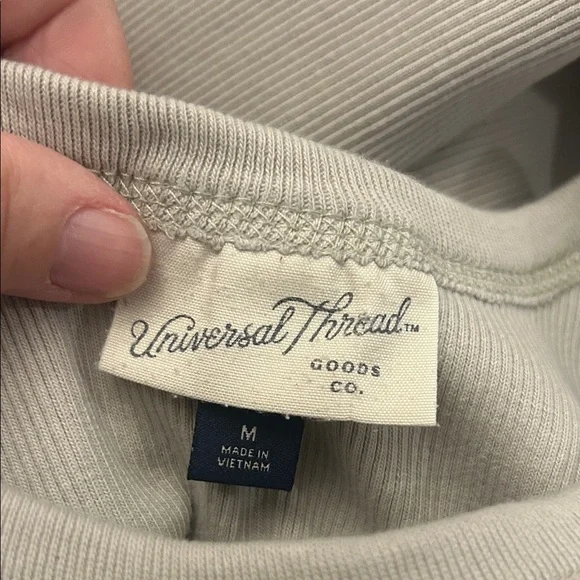 Universal Thread™
GOODS
CO.
M
MADE IN
VIETNAM